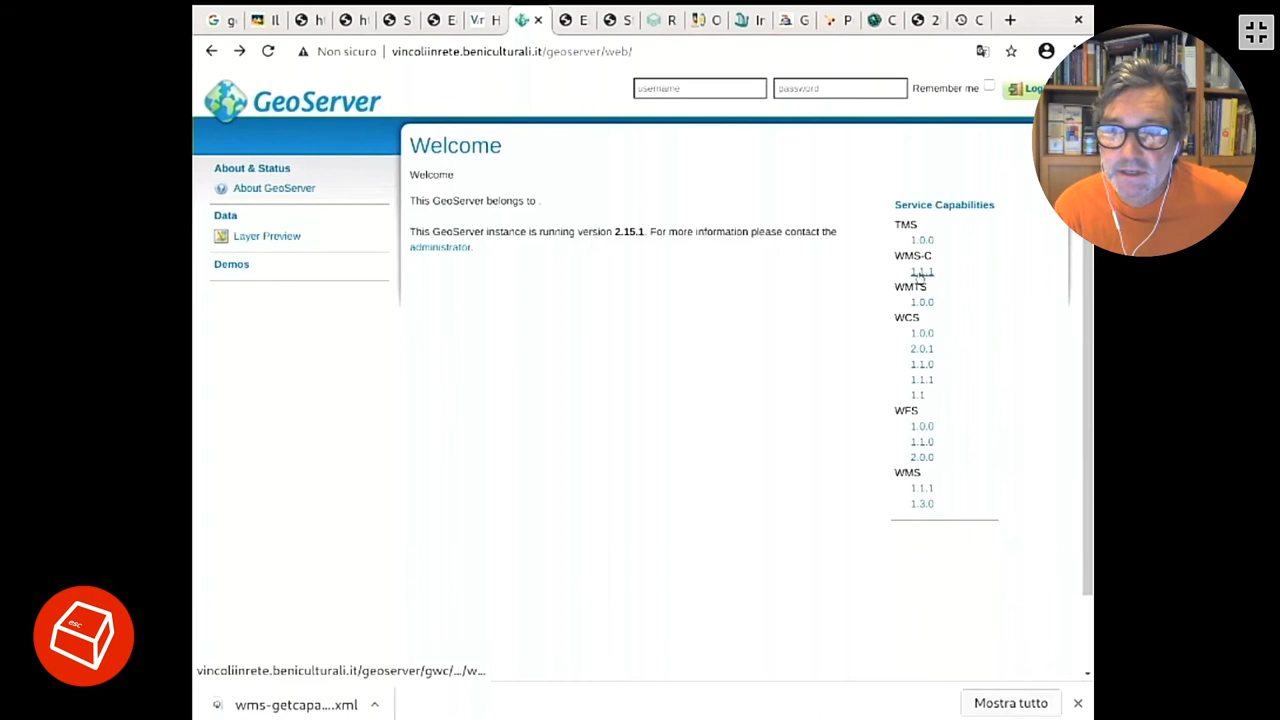 g
Il
h
h
S
E
H
E
S
R
O
In
G
P
C
2
C
Non sicuro
vincoliinrete.beniculturali.it/geoserver/web/
GeoServer
username
password
Remember me
Log
About & Status
About GeoServer
Data
Layer Preview
Demos
Welcome
Welcome
This GeoServer belongs to .
This GeoServer instance is running version 2.15.1. For more information please contact the
administrator.
Service Capabilities
TMS
1.0.0
WMS-C
1.1.1
WMTS
1.0.0
WCS
1.0.0
2.0.1
1.1.0
1.1.1
1.1
WFS
1.0.0
1.1.0
2.0.0
WMS
1.1.1
1.3.0
esc
vincoliinrete.beniculturali.it/geoserver/gwc/.../w...
wms-getcapa....xml
Mostra tutto